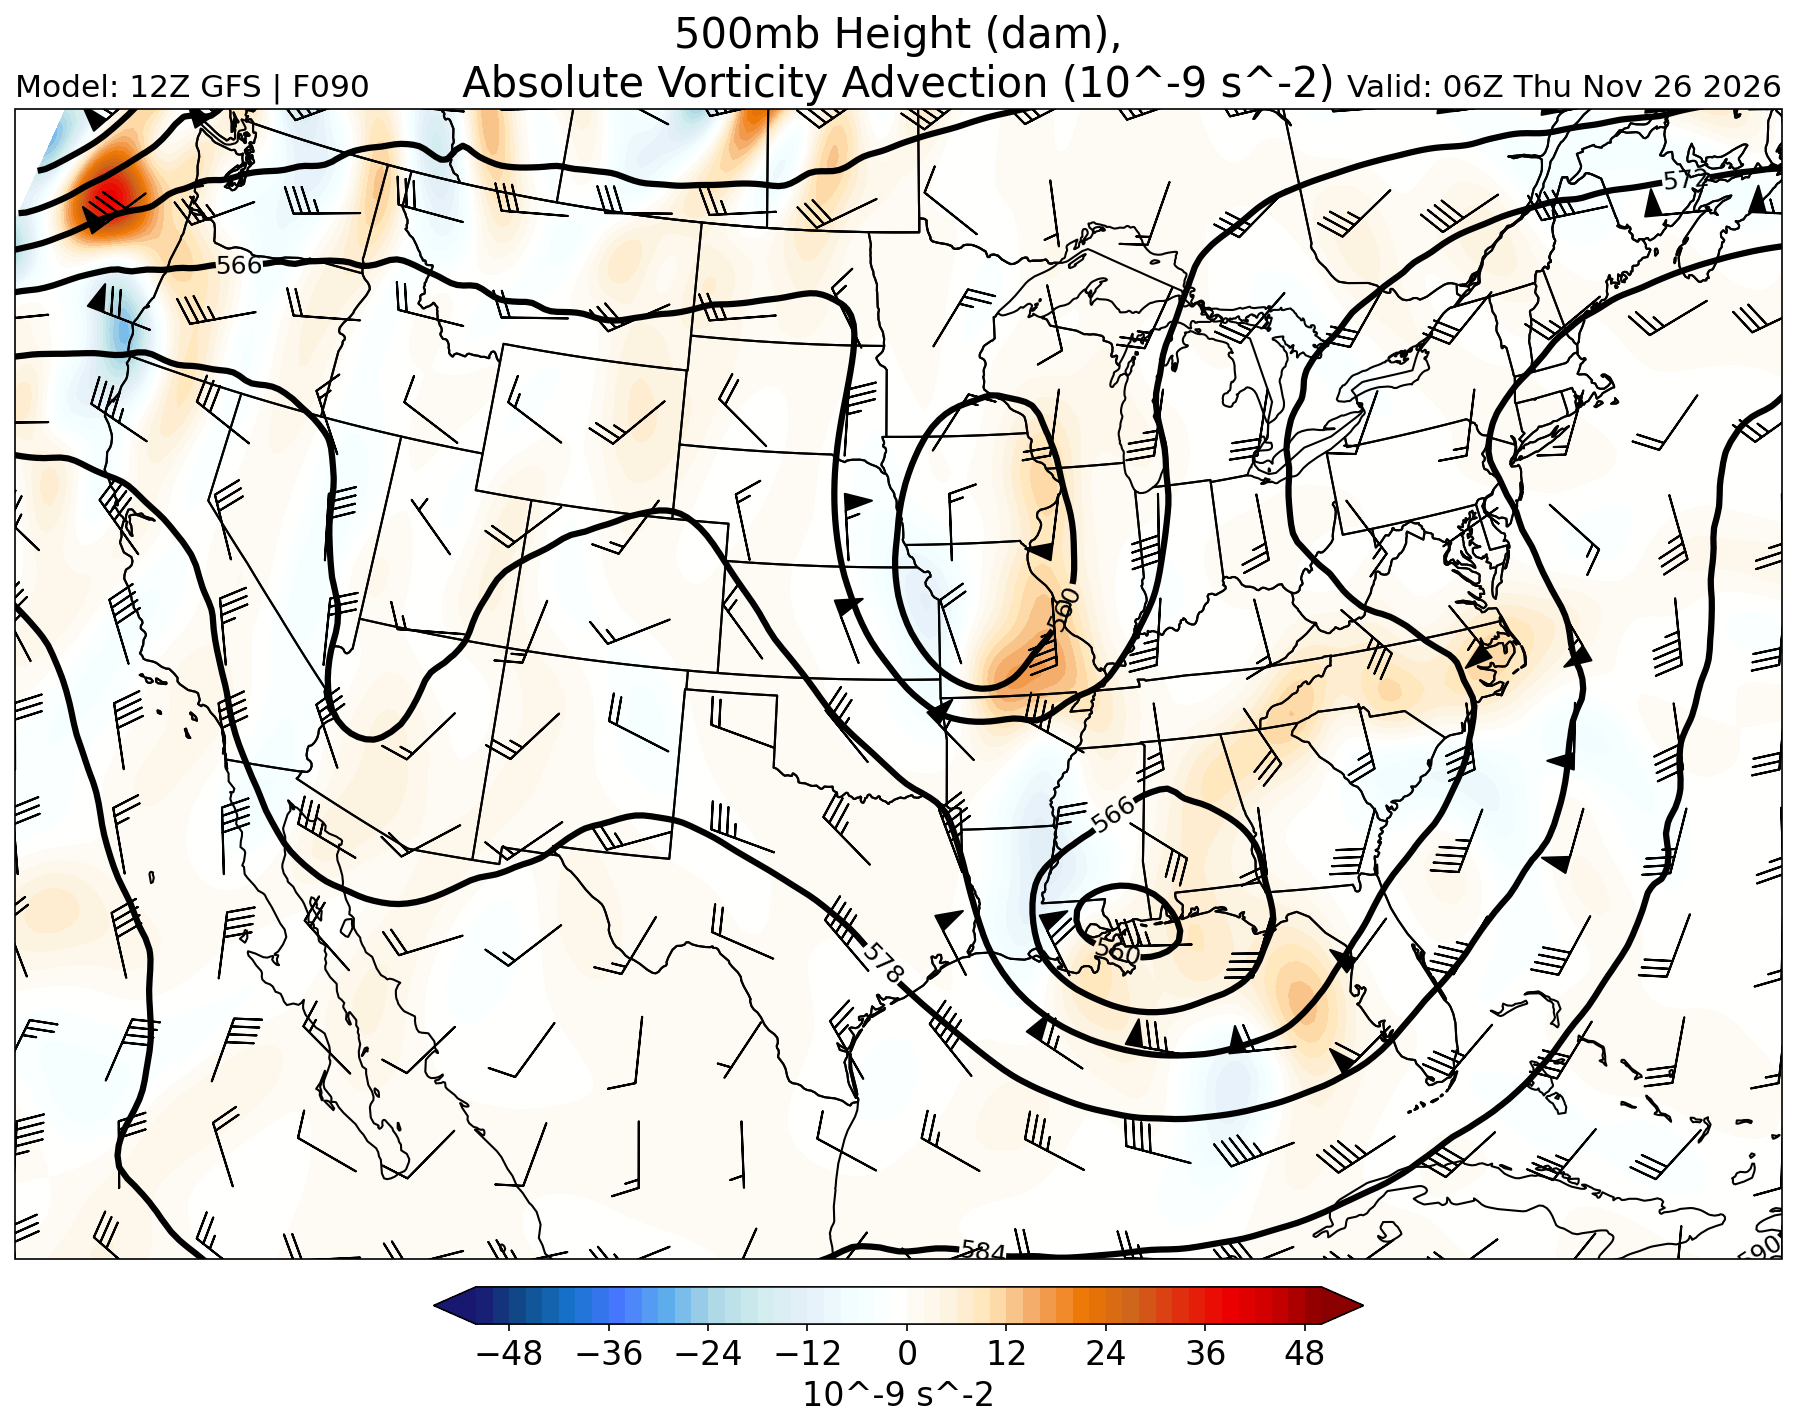 500mb Height (dam),
Model: 12Z GFS | F090
Absolute Vorticity Advection (10^-9 s^-2)
Valid: 06Z Thu Nov 26 2026
572
566
560
566
560
578
584
590
−48 −36 −24 −12 0 12 24 36 48
10^-9 s^-2